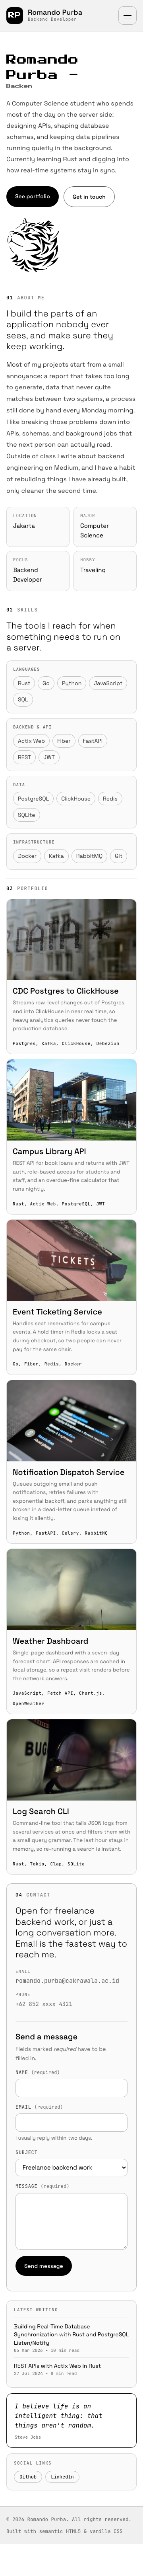 RP Romando Purba
Backend Developer
Romando
Purba -
Backen
A Computer Science student who spends
most of the day on the server side:
designing APIs, shaping database
schemas, and keeping data pipelines
running quietly in the background.
Currently learning Rust and digging into
how real-time systems stay in sync.
See portfolio Get in touch
01 ABOUT ME
I build the parts of an
application nobody ever
sees, and make sure they
keep working.
Most of my projects start from a small
annoyance: a report that takes too long
to generate, data that never quite
matches between two systems, a process
still done by hand every Monday morning.
I like breaking those problems down into
APIs, schemas, and background jobs that
the next person can actually read.
Outside of class I write about backend
engineering on Medium, and I have a habit
of rebuilding things I have already built,
only cleaner the second time.
LOCATION
Jakarta
MAJOR
Computer
Science
FOCUS
Backend
Developer
HOBBY
Traveling
02 SKILLS
The tools I reach for when
something needs to run on
a server.
LANGUAGES
Rust Go Python JavaScript
SQL
BACKEND & API
Actix Web Fiber FastAPI
REST JWT
DATA
PostgreSQL ClickHouse Redis
SQLite
INFRASTRUCTURE
Docker Kafka RabbitMQ Git
03 PORTFOLIO
CDC Postgres to ClickHouse
Streams row-level changes out of Postgres
and into ClickHouse in near real time, so
heavy analytics queries never touch the
production database.
Postgres, Kafka, ClickHouse, Debezium
Campus Library API
REST API for book loans and returns with JWT
auth, role-based access for students and
staff, and an overdue-fine calculator that
runs nightly.
Rust, Actix Web, PostgreSQL, JWT
TICKETS
Event Ticketing Service
Handles seat reservations for campus
events. A hold timer in Redis locks a seat
during checkout, so two people can never
pay for the same chair.
Go, Fiber, Redis, Docker
Notification Dispatch Service
Queues outgoing email and push
notifications, retries failures with
exponential backoff, and parks anything still
broken in a dead-letter queue instead of
losing it silently.
Python, FastAPI, Celery, RabbitMQ
Weather Dashboard
Single-page dashboard with a seven-day
forecast chart. API responses are cached in
local storage, so a repeat visit renders before
the network answers.
JavaScript, Fetch API, Chart.js,
OpenWeather
BUG
Log Search CLI
Command-line tool that tails JSON logs from
several services at once and filters them with
a small query grammar. The last hour stays in
memory, so re-running a search is instant.
Rust, Tokio, Clap, SQLite
04 CONTACT
Open for freelance
backend work, or just a
long conversation more.
Email is the fastest way to
reach me.
EMAIL
romando.purba@cakrawala.ac.id
PHONE
+62 852 xxxx 4321
Send a message
Fields marked required have to be
filled in.
NAME (required)
EMAIL (required)
I usually reply within two days.
SUBJECT
Freelance backend work
MESSAGE (required)
Send message
LATEST WRITING
Building Real-Time Database
Synchronization with Rust and PostgreSQL
Listen/Notify
05 Mar 2026 · 10 min read
REST APIs with Actix Web in Rust
27 Jul 2024 · 9 min read
I believe life is an
intelligent thing: that
things aren't random.
Steve Jobs
SOCIAL LINKS
Github LinkedIn
© 2026 Romando Purba. All rights reserved.
Built with semantic HTML5 & vanilla CSS